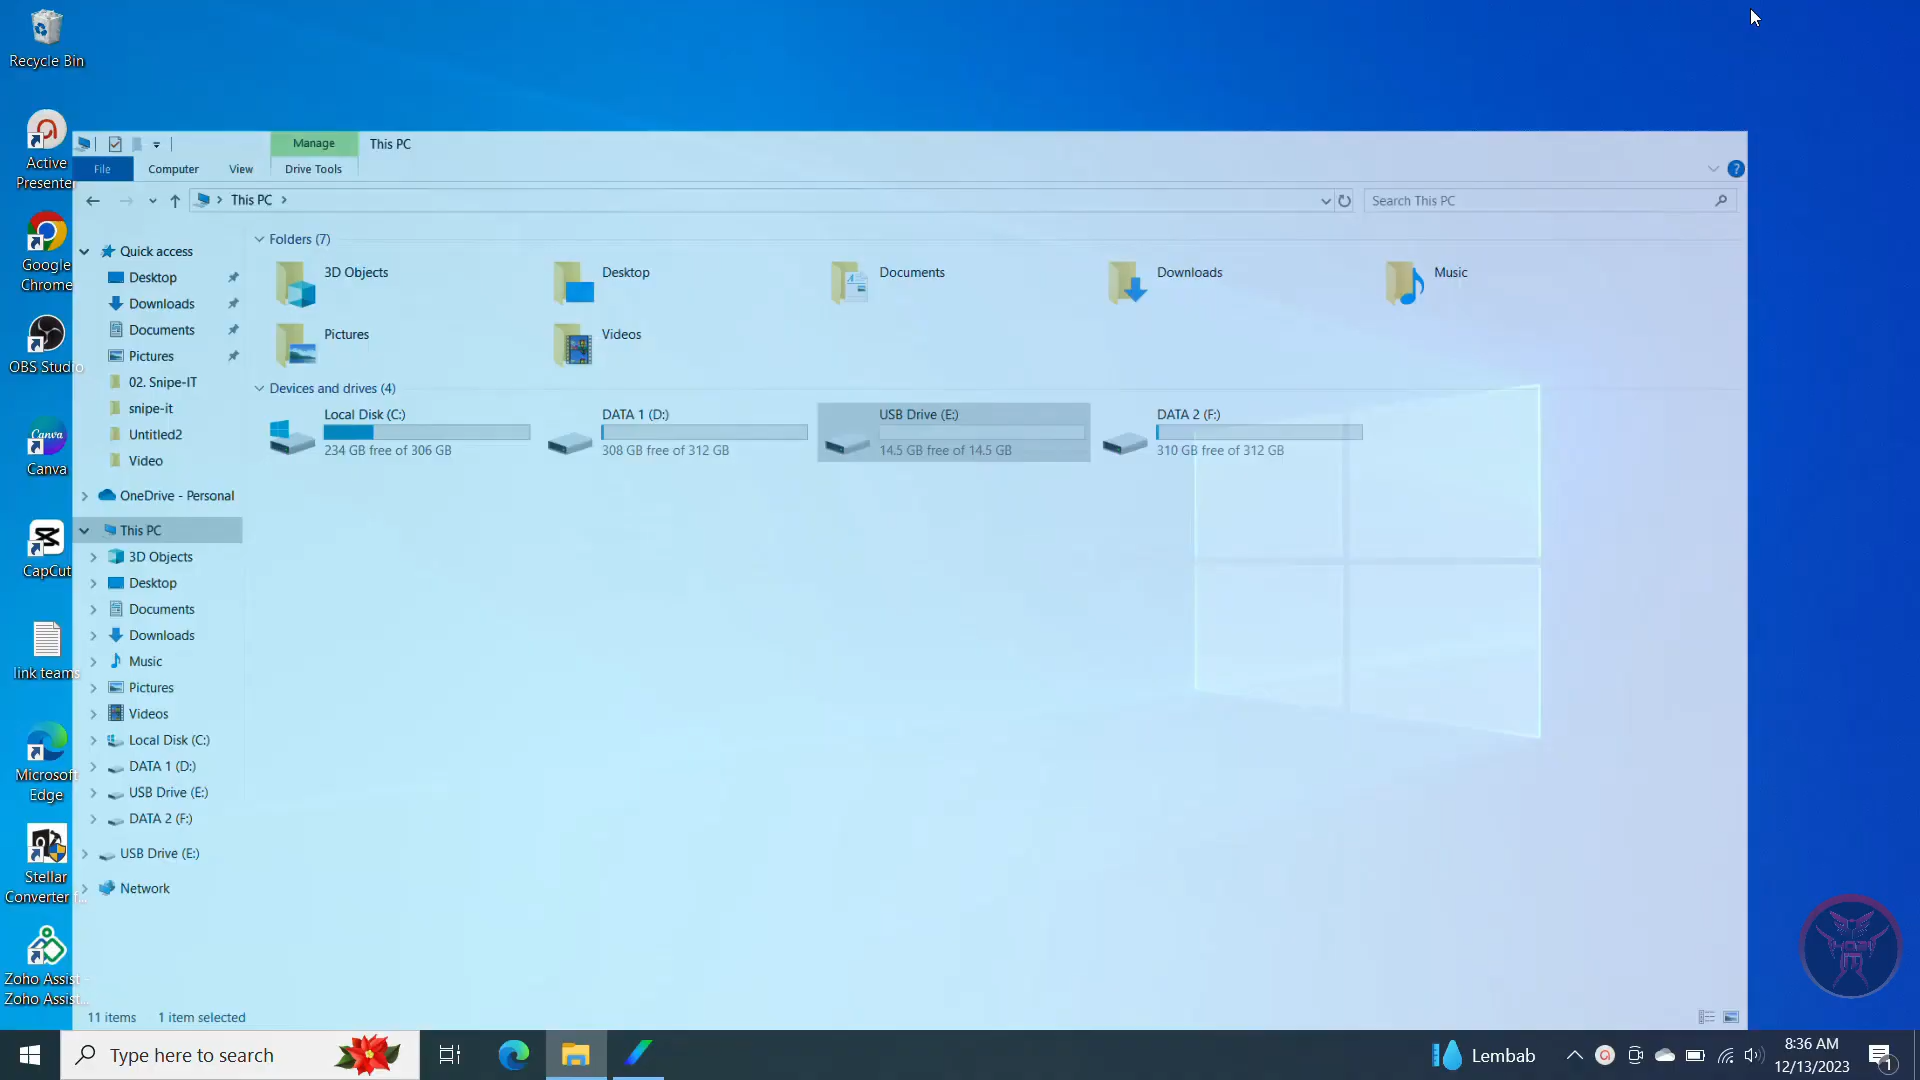 Recycle Bin
Active
Presenter
Google
Chrome
OBS Studio
Canva
Canva
CapCut
link teams
Microsoft
Edge
Stellar
Converter f...
Zoho Assist -
Zoho Assist...
Manage
This PC
File
Computer
View
Drive Tools
This PC
Search This PC
Quick access
Desktop
Downloads
Documents
Pictures
02. Snipe-IT
snipe-it
Untitled2
Video
OneDrive - Personal
This PC
3D Objects
Desktop
Documents
Downloads
Music
Pictures
Videos
Local Disk (C:)
DATA 1 (D:)
USB Drive (E:)
DATA 2 (F:)
USB Drive (E:)
Network
Folders (7)
3D Objects
Desktop
Documents
Downloads
Music
Pictures
Videos
Devices and drives (4)
Local Disk (C:)
234 GB free of 306 GB
DATA 1 (D:)
308 GB free of 312 GB
USB Drive (E:)
14.5 GB free of 14.5 GB
DATA 2 (F:)
310 GB free of 312 GB
11 items
1 item selected
Type here to search
Lembab
8:36 AM
12/13/2023
1